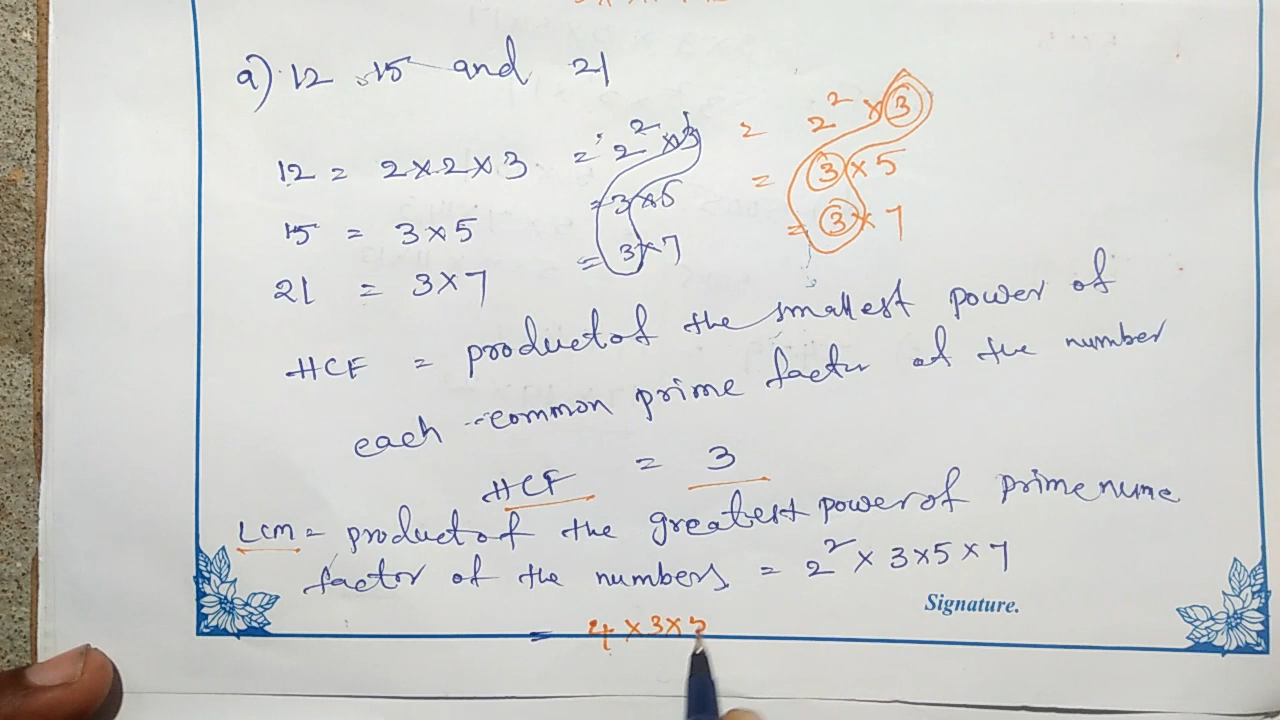 a) 12, 15 and 21
12 = 2×2×3 = 2² × 3 = 2² × 3
15 = 3×5 = 3×5 = 3 × 5
21 = 3×7 = 3×7 = 3 × 7
HCF = product of the smallest power of
each common prime factor of the number
HCF = 3
LCM = product of the greatest power of prime nume
factor of the numbers = 2² × 3×5×7
Signature.
= 4×3×5